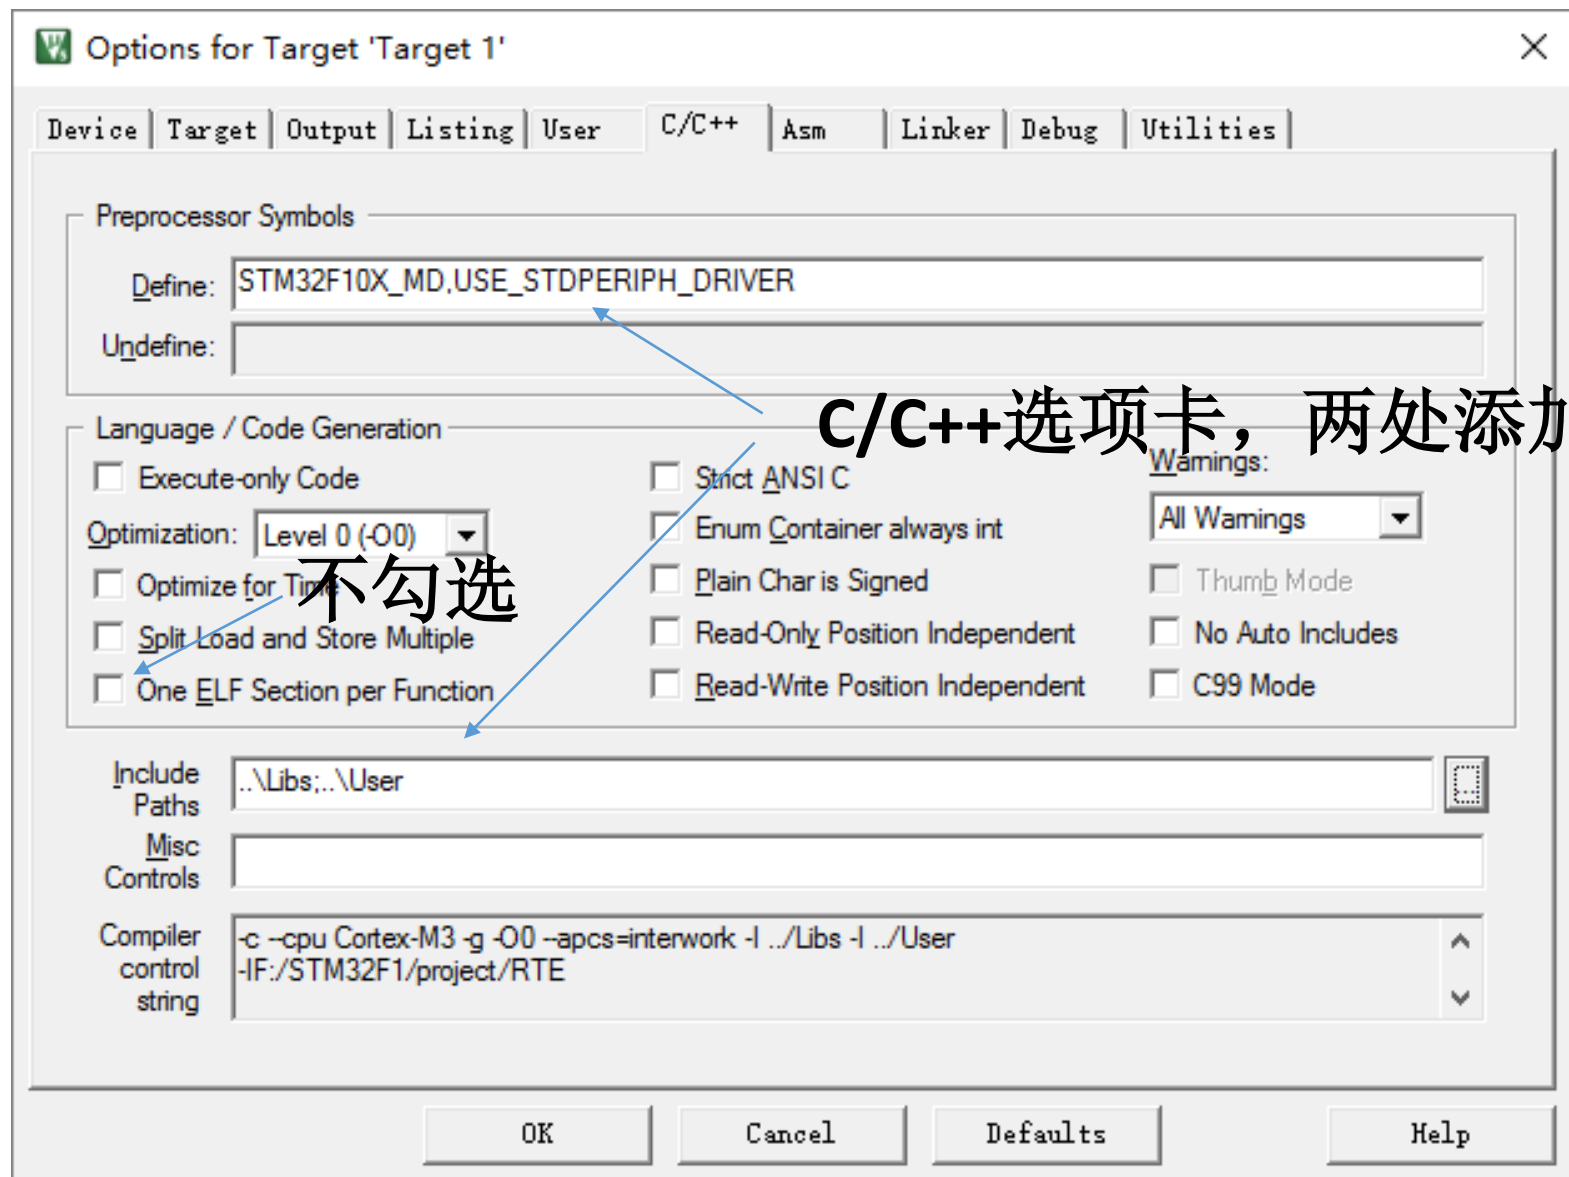 Options for Target 'Target 1'
Device Target Output Listing User C/C++ Asm Linker Debug Utilities
Preprocessor Symbols
Define: STM32F10X_MD,USE_STDPERIPH_DRIVER
Undefine:
C/C++选项卡，两处添加
Language / Code Generation
Execute-only Code
Strict ANSI C
Warnings:
Optimization: Level 0 (-O0)
Enum Container always int
All Warnings
不勾选
Optimize for Time
Plain Char is Signed
Thumb Mode
Split Load and Store Multiple
Read-Only Position Independent
No Auto Includes
One ELF Section per Function
Read-Write Position Independent
C99 Mode
Include
Paths
..\Libs;..\User
...
Misc
Controls
Compiler
control
string
-c --cpu Cortex-M3 -g -O0 --apcs=interwork -I ../Libs -I ../User
-IF:/STM32F1/project/RTE
OK Cancel Defaults Help